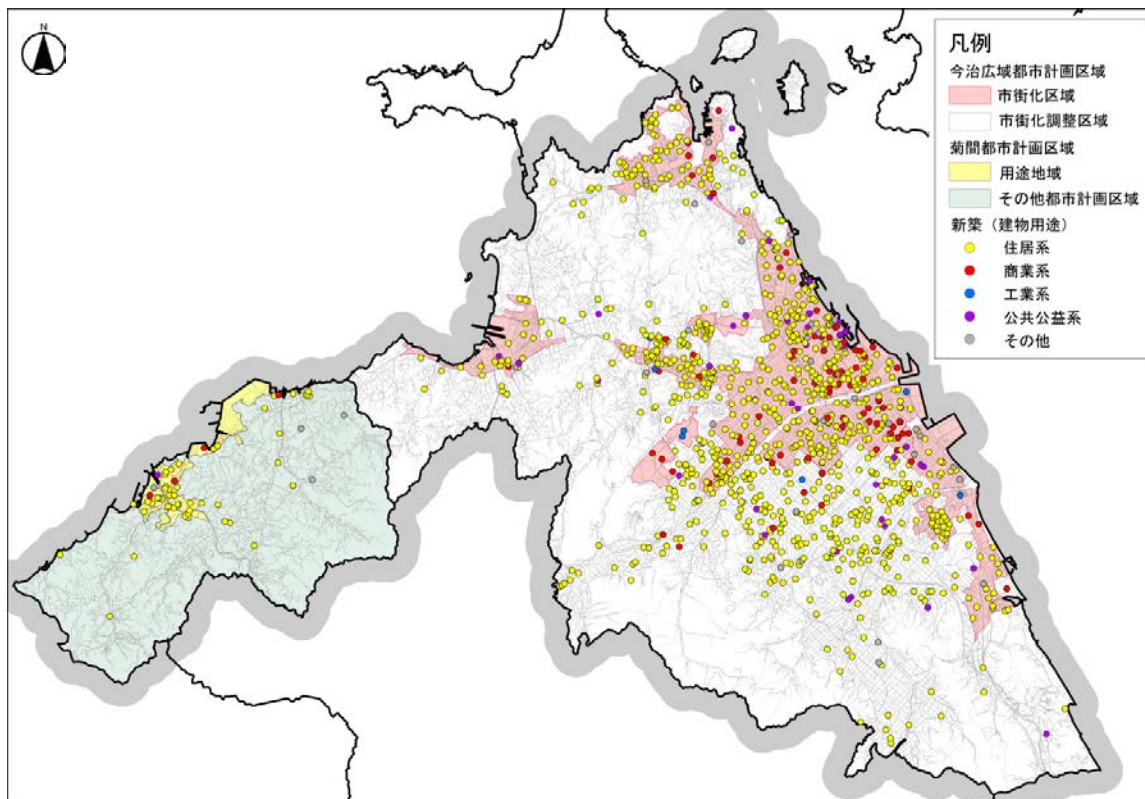 N
凡例
今治広域都市計画区域
市街化区域
市街化調整区域
菊間都市計画区域
用途地域
その他都市計画区域
新築（建物用途）
住居系
商業系
工業系
公共公益系
その他